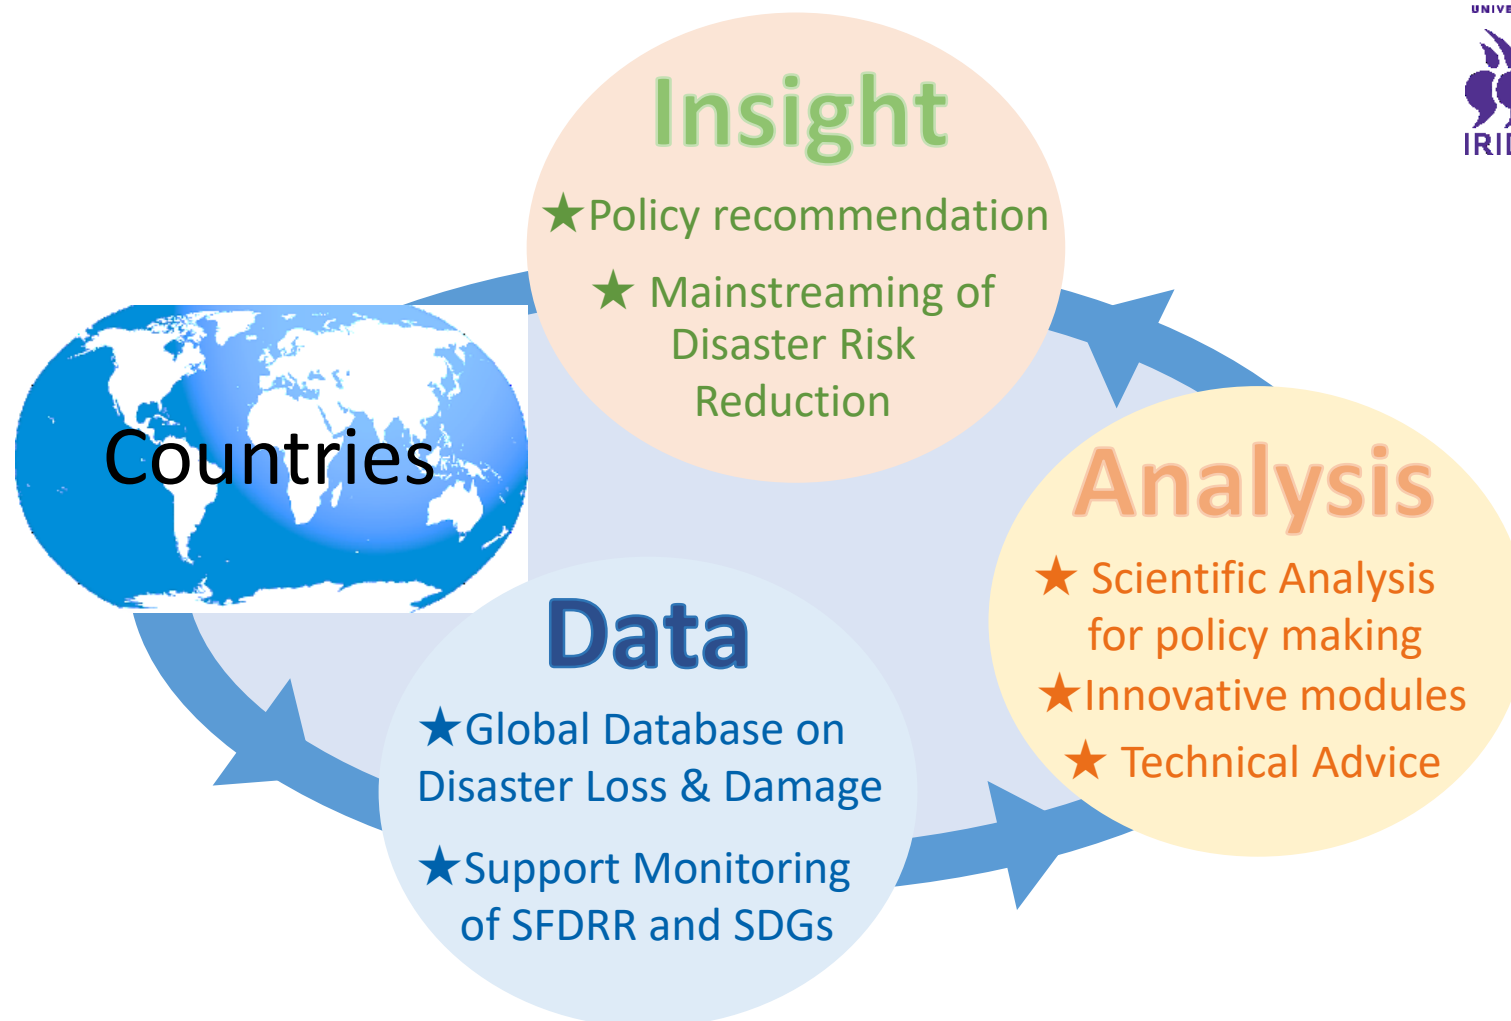 Insight
★Policy recommendation
★ Mainstreaming of
Disaster Risk
Reduction
Countries
Analysis
★ Scientific Analysis
for policy making
★Innovative modules
★ Technical Advice
Data
★Global Database on
Disaster Loss & Damage
★Support Monitoring
of SFDRR and SDGs